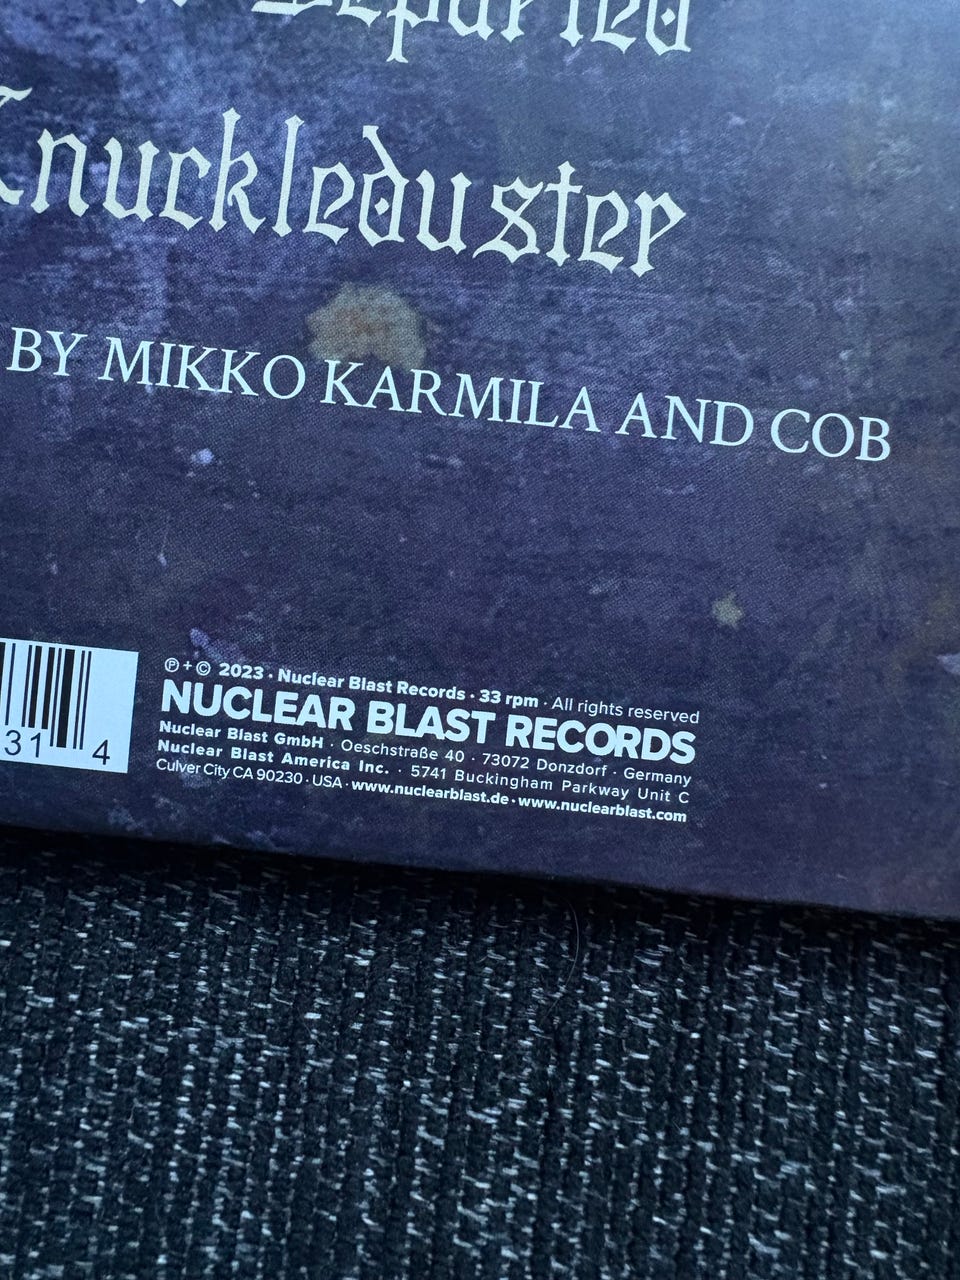 Departed
Knuckleduster
BY MIKKO KARMILA AND COB
℗+© 2023 · Nuclear Blast Records · 33 rpm · All rights reserved
NUCLEAR BLAST RECORDS
Nuclear Blast GmbH · Oeschstraße 40 · 73072 Donzdorf · Germany
Nuclear Blast America Inc. · 5741 Buckingham Parkway Unit C
Culver City CA 90230 · USA · www.nuclearblast.de · www.nuclearblast.com
31 4